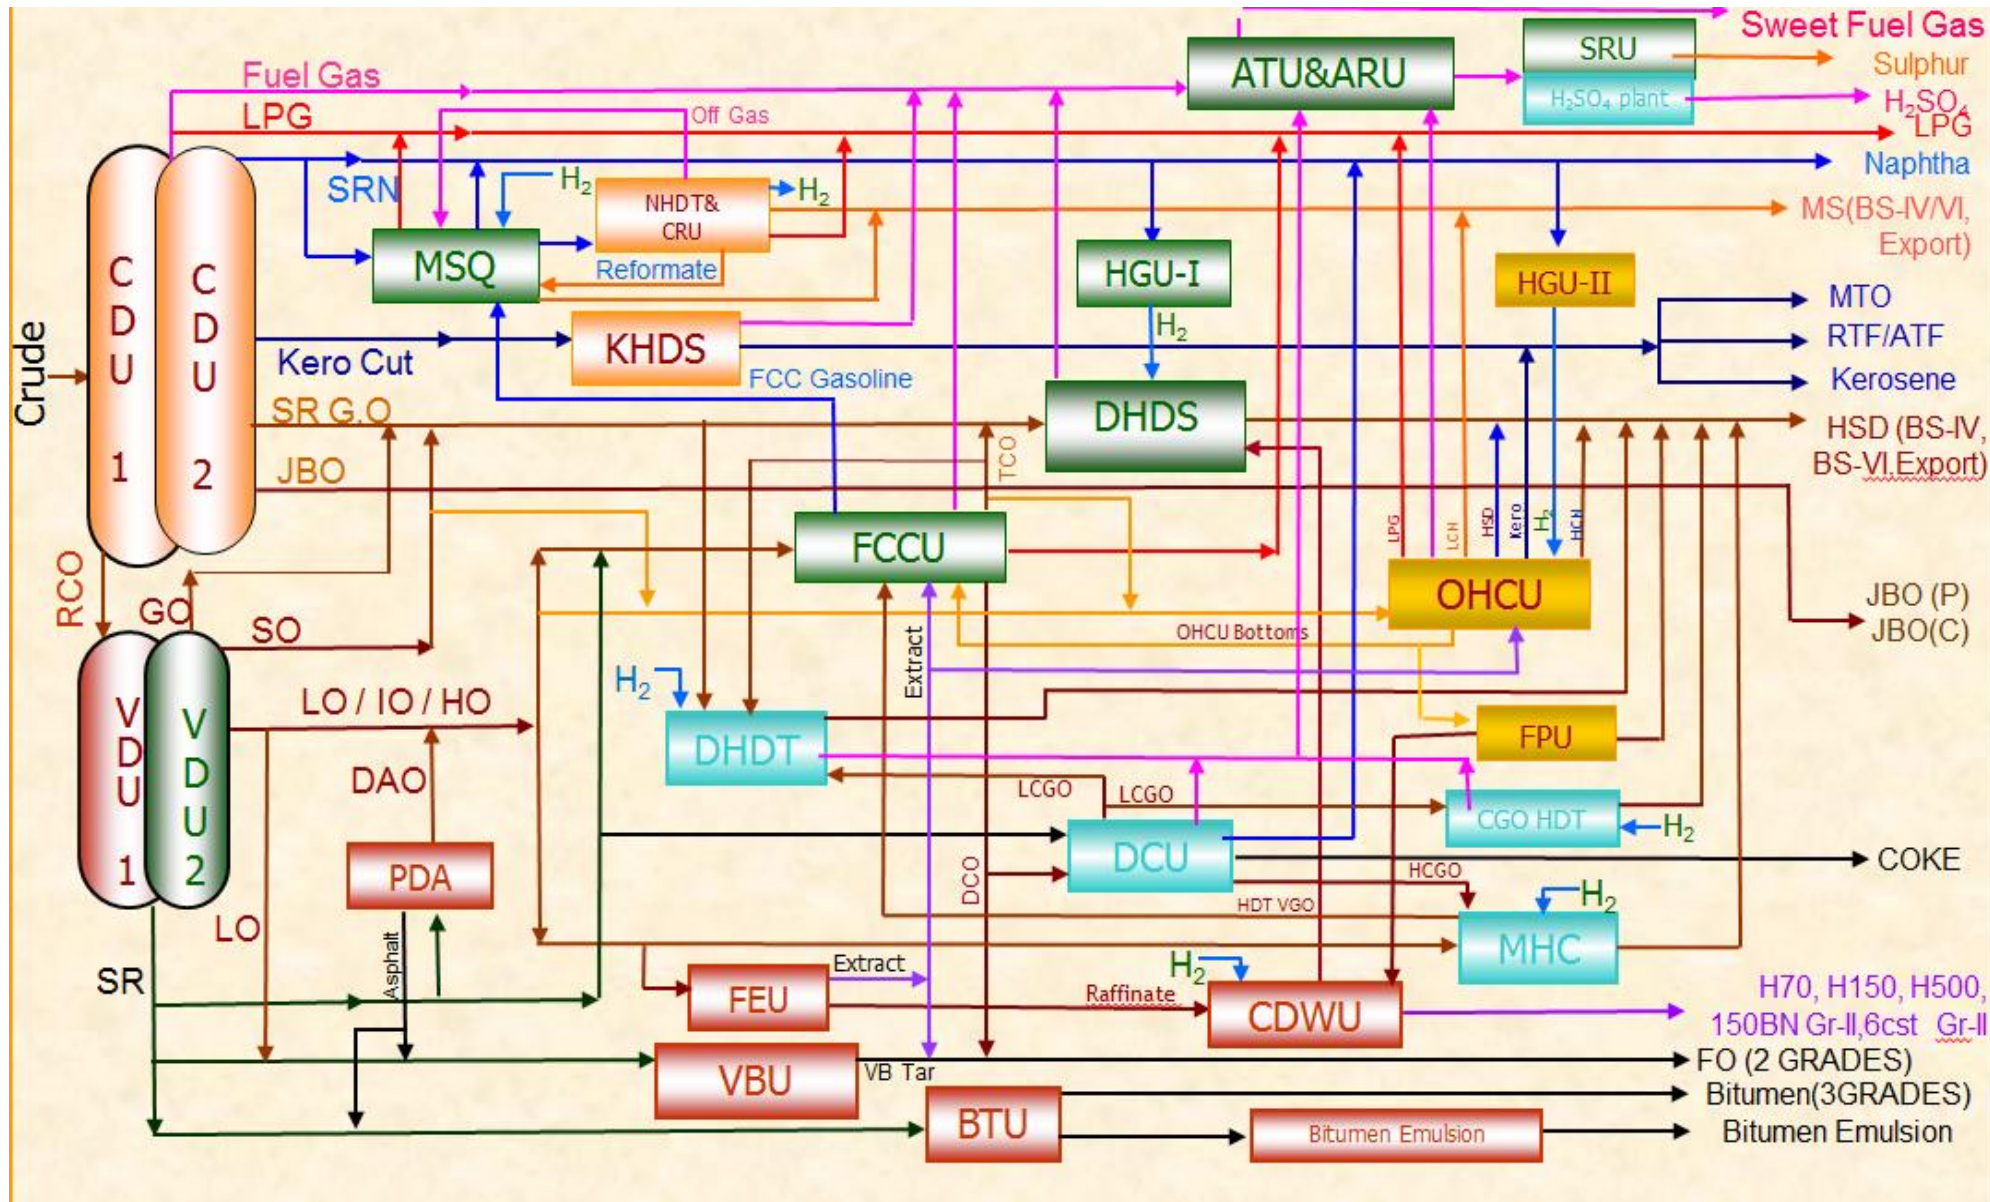 Sweet Fuel Gas
Fuel Gas
ATU&ARU
SRU
Sulphur
H₂SO₄ plant
H₂SO₄
LPG
Off Gas
LPG
SRN
H₂
NHDT&
CRU
H₂
Naphtha
MS(BS-IV/VI,
Export)
MSQ
Reformate
HGU-I
HGU-II
H₂
MTO
RTF/ATF
Kerosene
Crude
C
D
U
1
C
D
U
2
Kero Cut
KHDS
FCC Gasoline
SR G.O
DHDS
HSD (BS-IV,
BS-VI,Export)
JBO
TCO
LPG
LCN
HSD
Kero
H₂
HCN
FCCU
OHCU
RCO
GO
SO
JBO (P)
JBO(C)
OHCU Bottoms
Extract
H₂
V
D
U
1
V
D
U
2
LO / IO / HO
DHDT
FPU
DAO
LCGO
LCGO
CGO HDT
H₂
PDA
DCU
COKE
DCO
HCGO
HDT VGO
H₂
MHC
LO
Asphalt
SR
Extract
FEU
Raffinate
H₂
CDWU
H70, H150, H500,
150BN Gr-II,6cst Gr-II
VBU
VB Tar
FO (2 GRADES)
BTU
Bitumen(3GRADES)
Bitumen Emulsion
Bitumen Emulsion